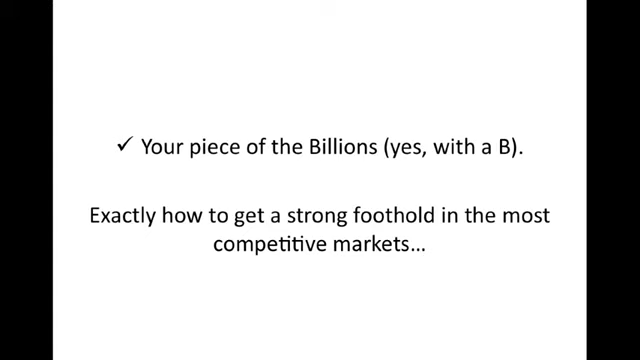 ✓ Your piece of the Billions (yes, with a B).
Exactly how to get a strong foothold in the most
competitive markets…